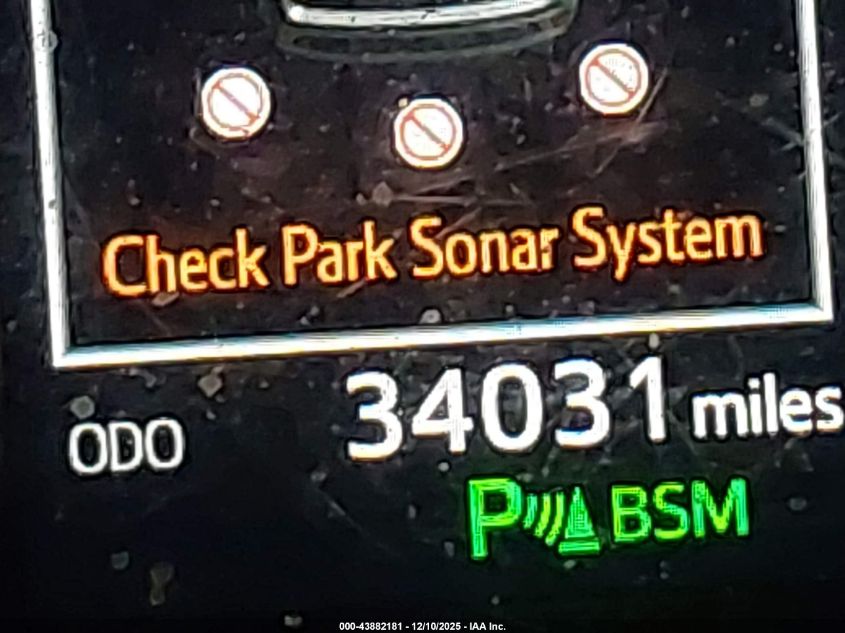 Check Park Sonar System
ODO 34031 miles
P BSM
000-43882181 - 12/10/2025 - IAA Inc.